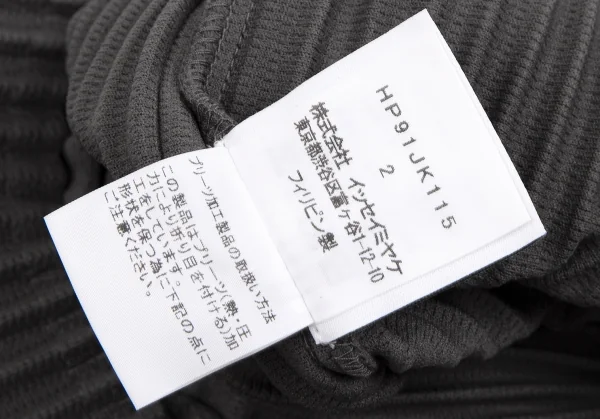 HP91JK115
2
株式会社 イッセイミヤケ
東京都渋谷区富ヶ谷1-12-10
フィリピン製
プリーツ加工製品の取扱い方法
この製品はプリーツ(熱・圧
力により折り目を付ける)加
工をしています。下記の点に
形状を保つ為に
ご注意ください。